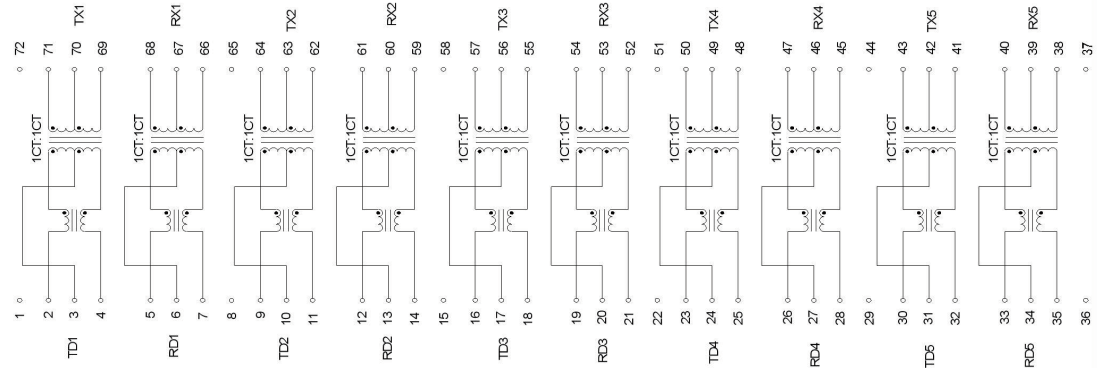 TX1 RX1 TX2 RX2 TX3 RX3 TX4 RX4 TX5 RX5
72 71 70 69 68 67 66 65 64 63 62 61 60 59 58 57 56 55 54 53 52 51 50 49 48 47 46 45 44 43 42 41 40 39 38 37
1CT:1CT 1CT:1CT 1CT:1CT 1CT:1CT 1CT:1CT 1CT:1CT 1CT:1CT 1CT:1CT 1CT:1CT 1CT:1CT
1 2 3 4 5 6 7 8 9 10 11 12 13 14 15 16 17 18 19 20 21 22 23 24 25 26 27 28 29 30 31 32 33 34 35 36
TD1 RD1 TD2 RD2 TD3 RD3 TD4 RD4 TD5 RD5